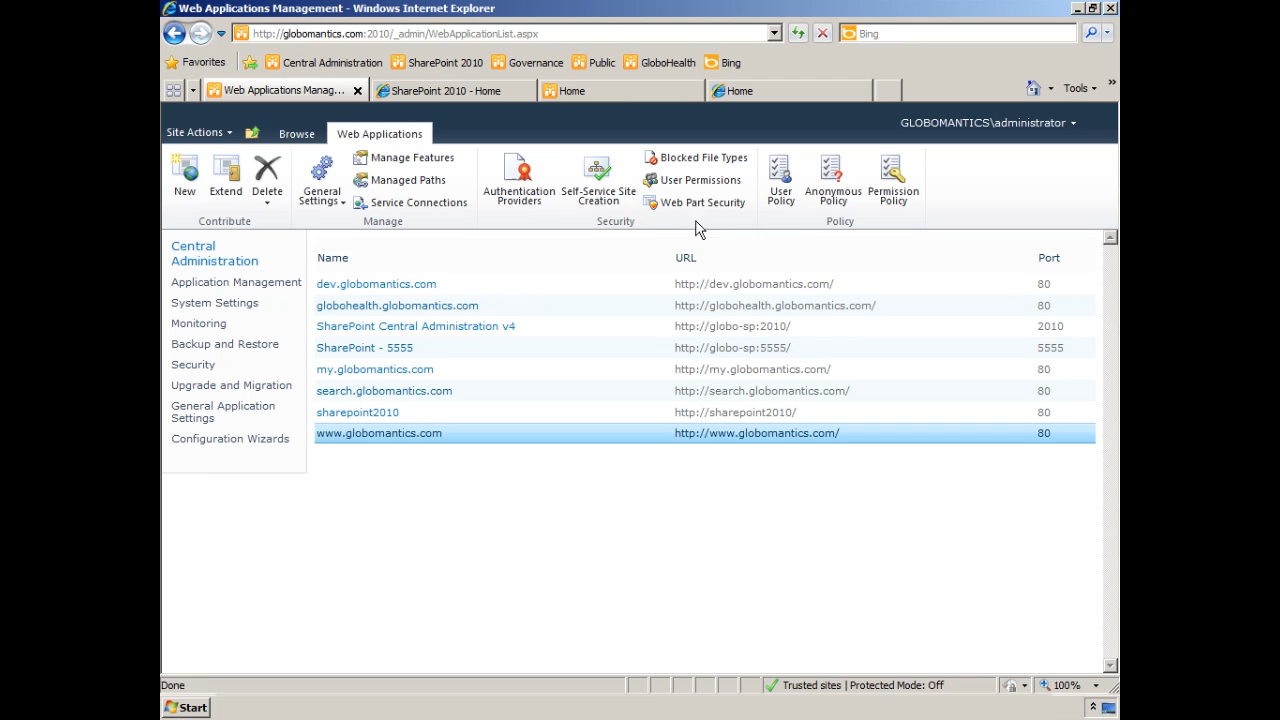 Web Applications Management - Windows Internet Explorer
http://globomantics.com:2010/_admin/WebApplicationList.aspx
Bing
Favorites Central Administration SharePoint 2010 Governance Public GloboHealth Bing
Web Applications Manag... SharePoint 2010 - Home Home Home Tools
Site Actions Browse Web Applications GLOBOMANTICS\administrator
New Extend Delete
Contribute
General Settings
Manage Features
Managed Paths
Service Connections
Manage
Authentication Providers
Self-Service Site Creation
Blocked File Types
User Permissions
Web Part Security
Security
User Policy
Anonymous Policy
Permission Policy
Policy
Central
Administration
Application Management
System Settings
Monitoring
Backup and Restore
Security
Upgrade and Migration
General Application
Settings
Configuration Wizards
Name URL Port
dev.globomantics.com http://dev.globomantics.com/ 80
globohealth.globomantics.com http://globohealth.globomantics.com/ 80
SharePoint Central Administration v4 http://globo-sp:2010/ 2010
SharePoint - 5555 http://globo-sp:5555/ 5555
my.globomantics.com http://my.globomantics.com/ 80
search.globomantics.com http://search.globomantics.com/ 80
sharepoint2010 http://sharepoint2010/ 80
www.globomantics.com http://www.globomantics.com/ 80
Done Trusted sites | Protected Mode: Off 100%
Start